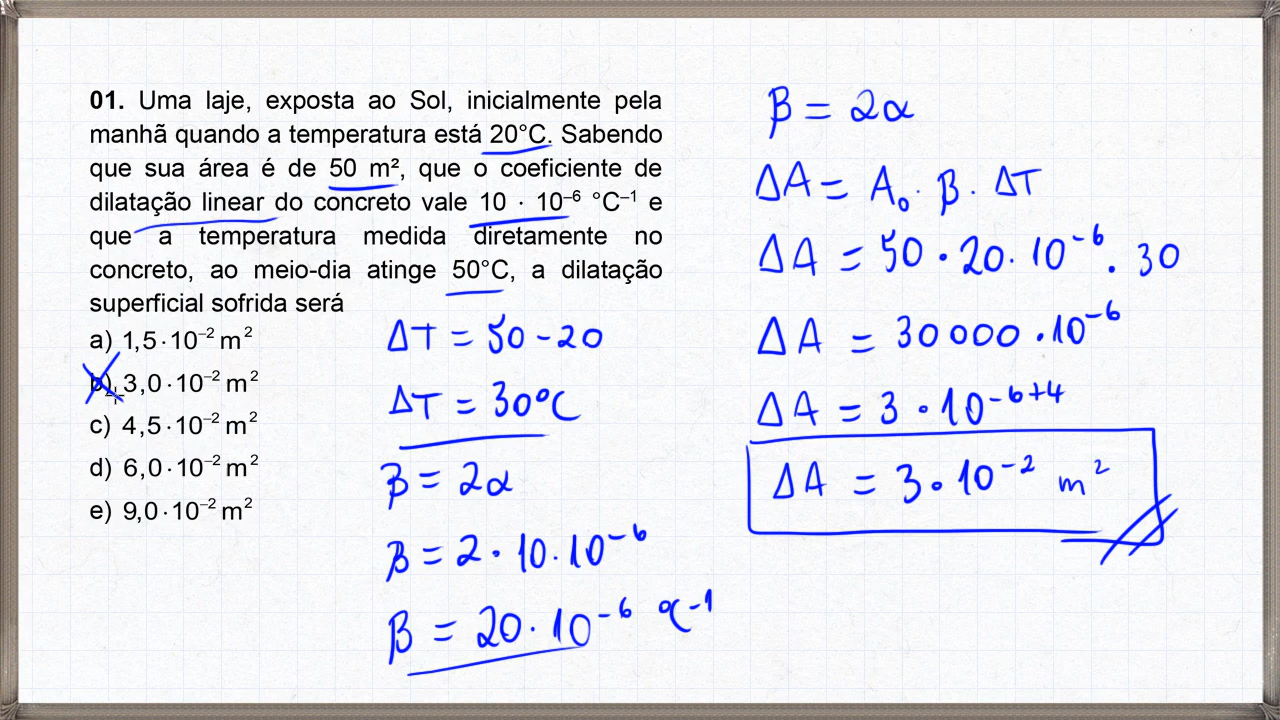 01. Uma laje, exposta ao Sol, inicialmente pela
manhã quando a temperatura está 20°C. Sabendo
que sua área é de 50 m², que o coeficiente de
dilatação linear do concreto vale 10 · 10⁻⁶ °C⁻¹ e
que a temperatura medida diretamente no
concreto, ao meio-dia atinge 50°C, a dilatação
superficial sofrida será
a) 1,5·10⁻² m²
b) 3,0·10⁻² m²
c) 4,5·10⁻² m²
d) 6,0·10⁻² m²
e) 9,0·10⁻² m²
ΔT = 50 - 20
ΔT = 30°C
β = 2α
β = 2 · 10 · 10⁻⁶
β = 20 · 10⁻⁶ °C⁻¹
β = 2α
ΔA = A₀ · β · ΔT
ΔA = 50 · 20 · 10⁻⁶ · 30
ΔA = 30000 · 10⁻⁶
ΔA = 3 · 10⁻⁶⁺⁴
ΔA = 3 · 10⁻² m²